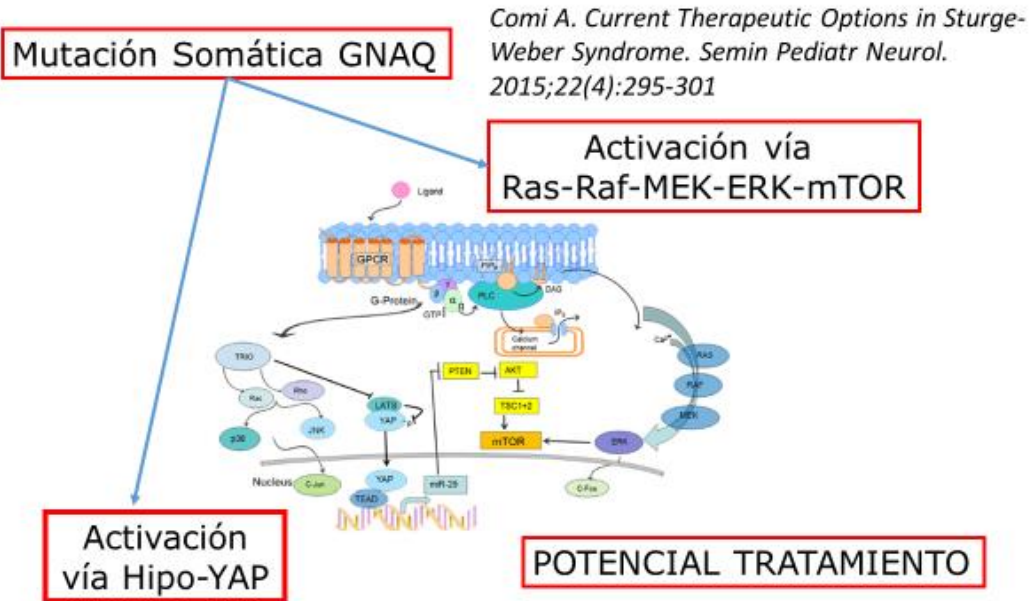 Comi A. Current Therapeutic Options in Sturge-
Weber Syndrome. Semin Pediatr Neurol.
2015;22(4):295-301
Mutación Somática GNAQ
Activación vía
Ras-Raf-MEK-ERK-mTOR
Ligand
GPCR
PIP₂
G-Protein
β
γ
α
GTP
PLC
DAG
IP₃
Calcium
channel
Ca²⁺
TRIO
Rac
Rho
p38
JNK
LATS
YAP
P
PTEN
AKT
TSC1+2
mTOR
RAS
RAF
MEK
ERK
Nucleus
C-Jun
YAP
TEAD
miR-29
C-Fos
Activación
vía Hipo-YAP
POTENCIAL TRATAMIENTO